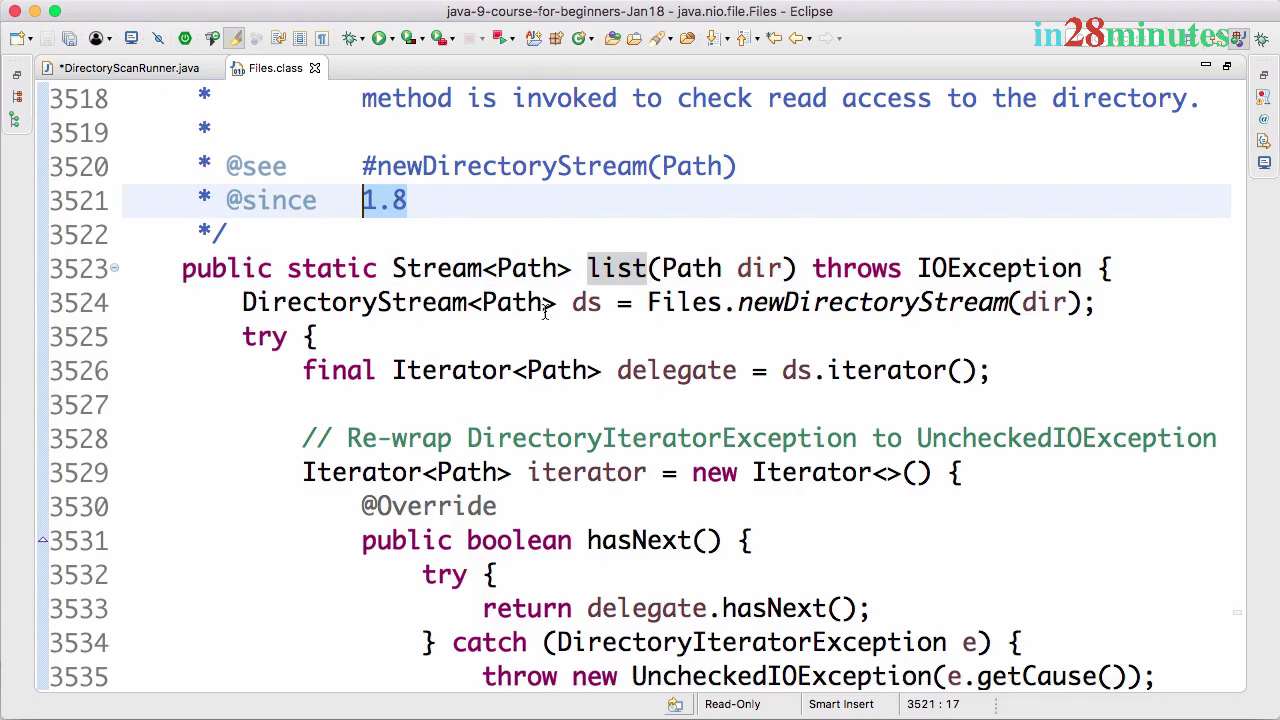 java-9-course-for-beginners-Jan18 - java.nio.file.Files - Eclipse
in28minutes
*DirectoryScanRunner.java
Files.class
3518 * method is invoked to check read access to the directory.
3519 *
3520 * @see #newDirectoryStream(Path)
3521 * @since 1.8
3522 */
3523 public static Stream<Path> list(Path dir) throws IOException {
3524 DirectoryStream<Path> ds = Files.newDirectoryStream(dir);
3525 try {
3526 final Iterator<Path> delegate = ds.iterator();
3527
3528 // Re-wrap DirectoryIteratorException to UncheckedIOException
3529 Iterator<Path> iterator = new Iterator<>() {
3530 @Override
3531 public boolean hasNext() {
3532 try {
3533 return delegate.hasNext();
3534 } catch (DirectoryIteratorException e) {
3535 throw new UncheckedIOException(e.getCause());
Read-Only
Smart Insert
3521 : 17